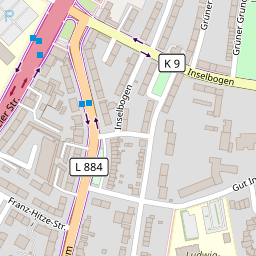 P
Grüner
Grüner Grund
K 9
Inselbogen
Inselbogen
L 884
Gut In
Franz-Hitze-Str.
Ludwig-